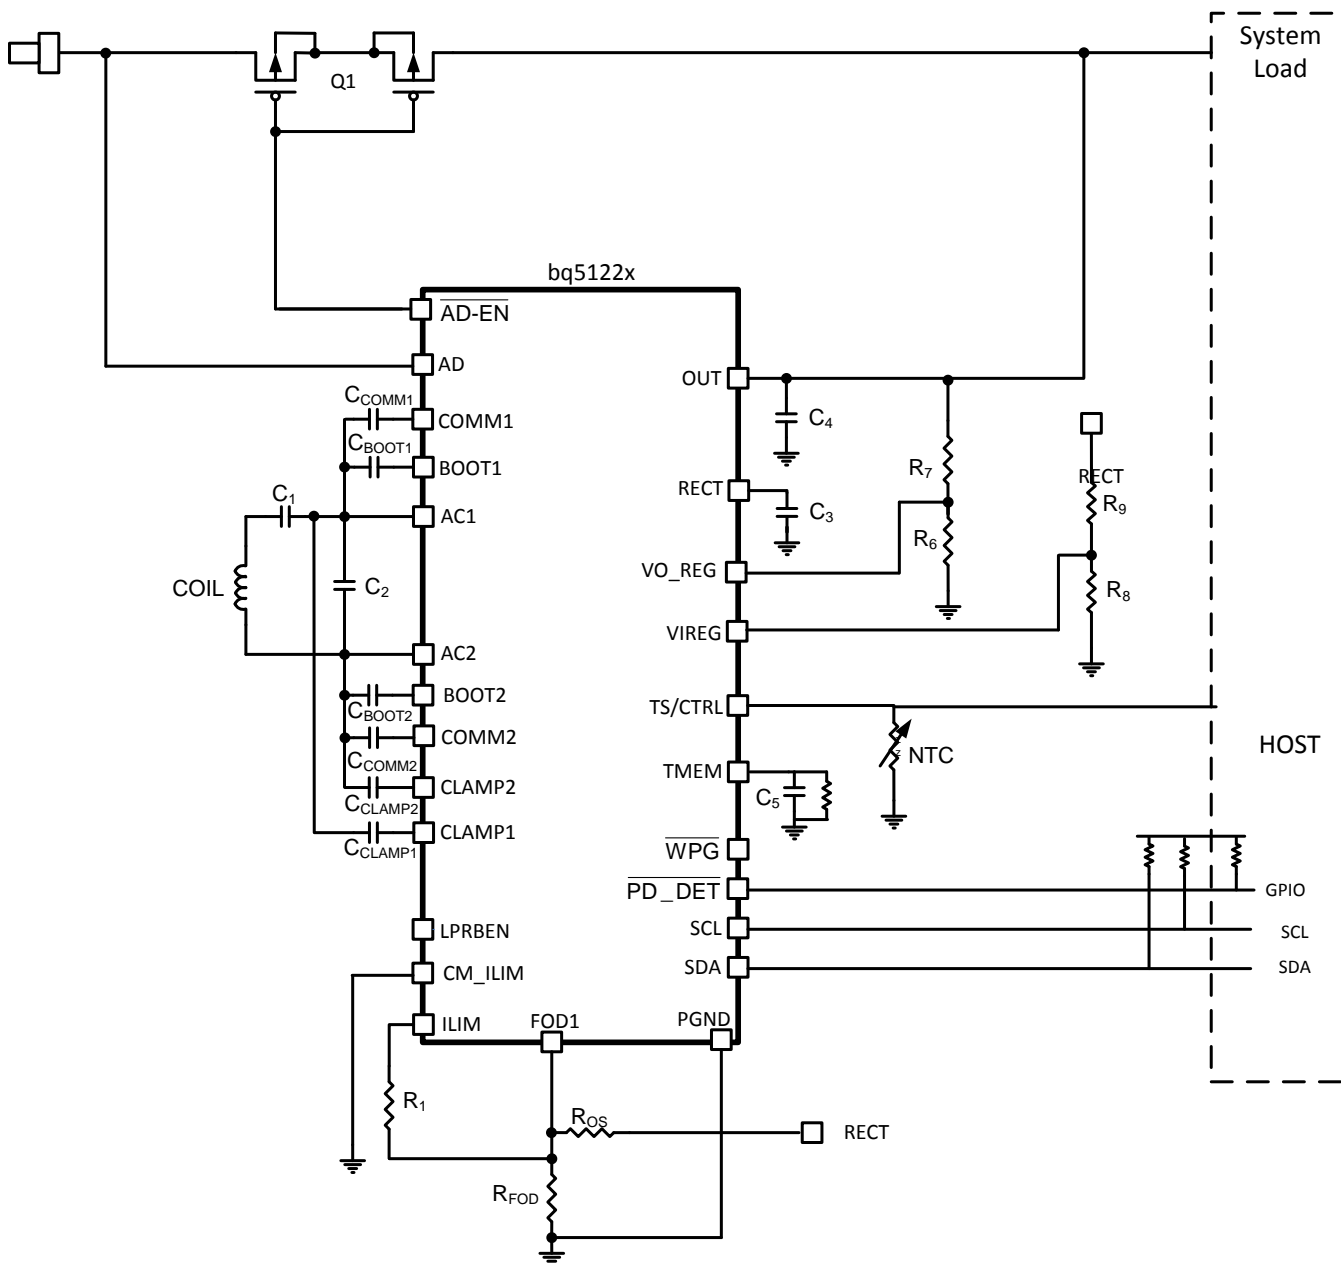 System
Load
Q1
bq5122x
AD-EN
AD
OUT
CCOMM1
COMM1
C4
CBOOT1
BOOT1
R7
RECT
RECT
C1
AC1
C3
R9
R6
VO_REG
COIL
C2
R8
VIREG
AC2
BOOT2
TS/CTRL
CBOOT2
COMM2
HOST
NTC
z
CCOMM2
TMEM
CLAMP2
C5
CCLAMP2
CLAMP1
CCLAMP1
WPG
PD_DET
GPIO
LPRBEN
SCL
SCL
CM_ILIM
SDA
SDA
ILIM
FOD1
PGND
R1
ROS
RECT
RFOD